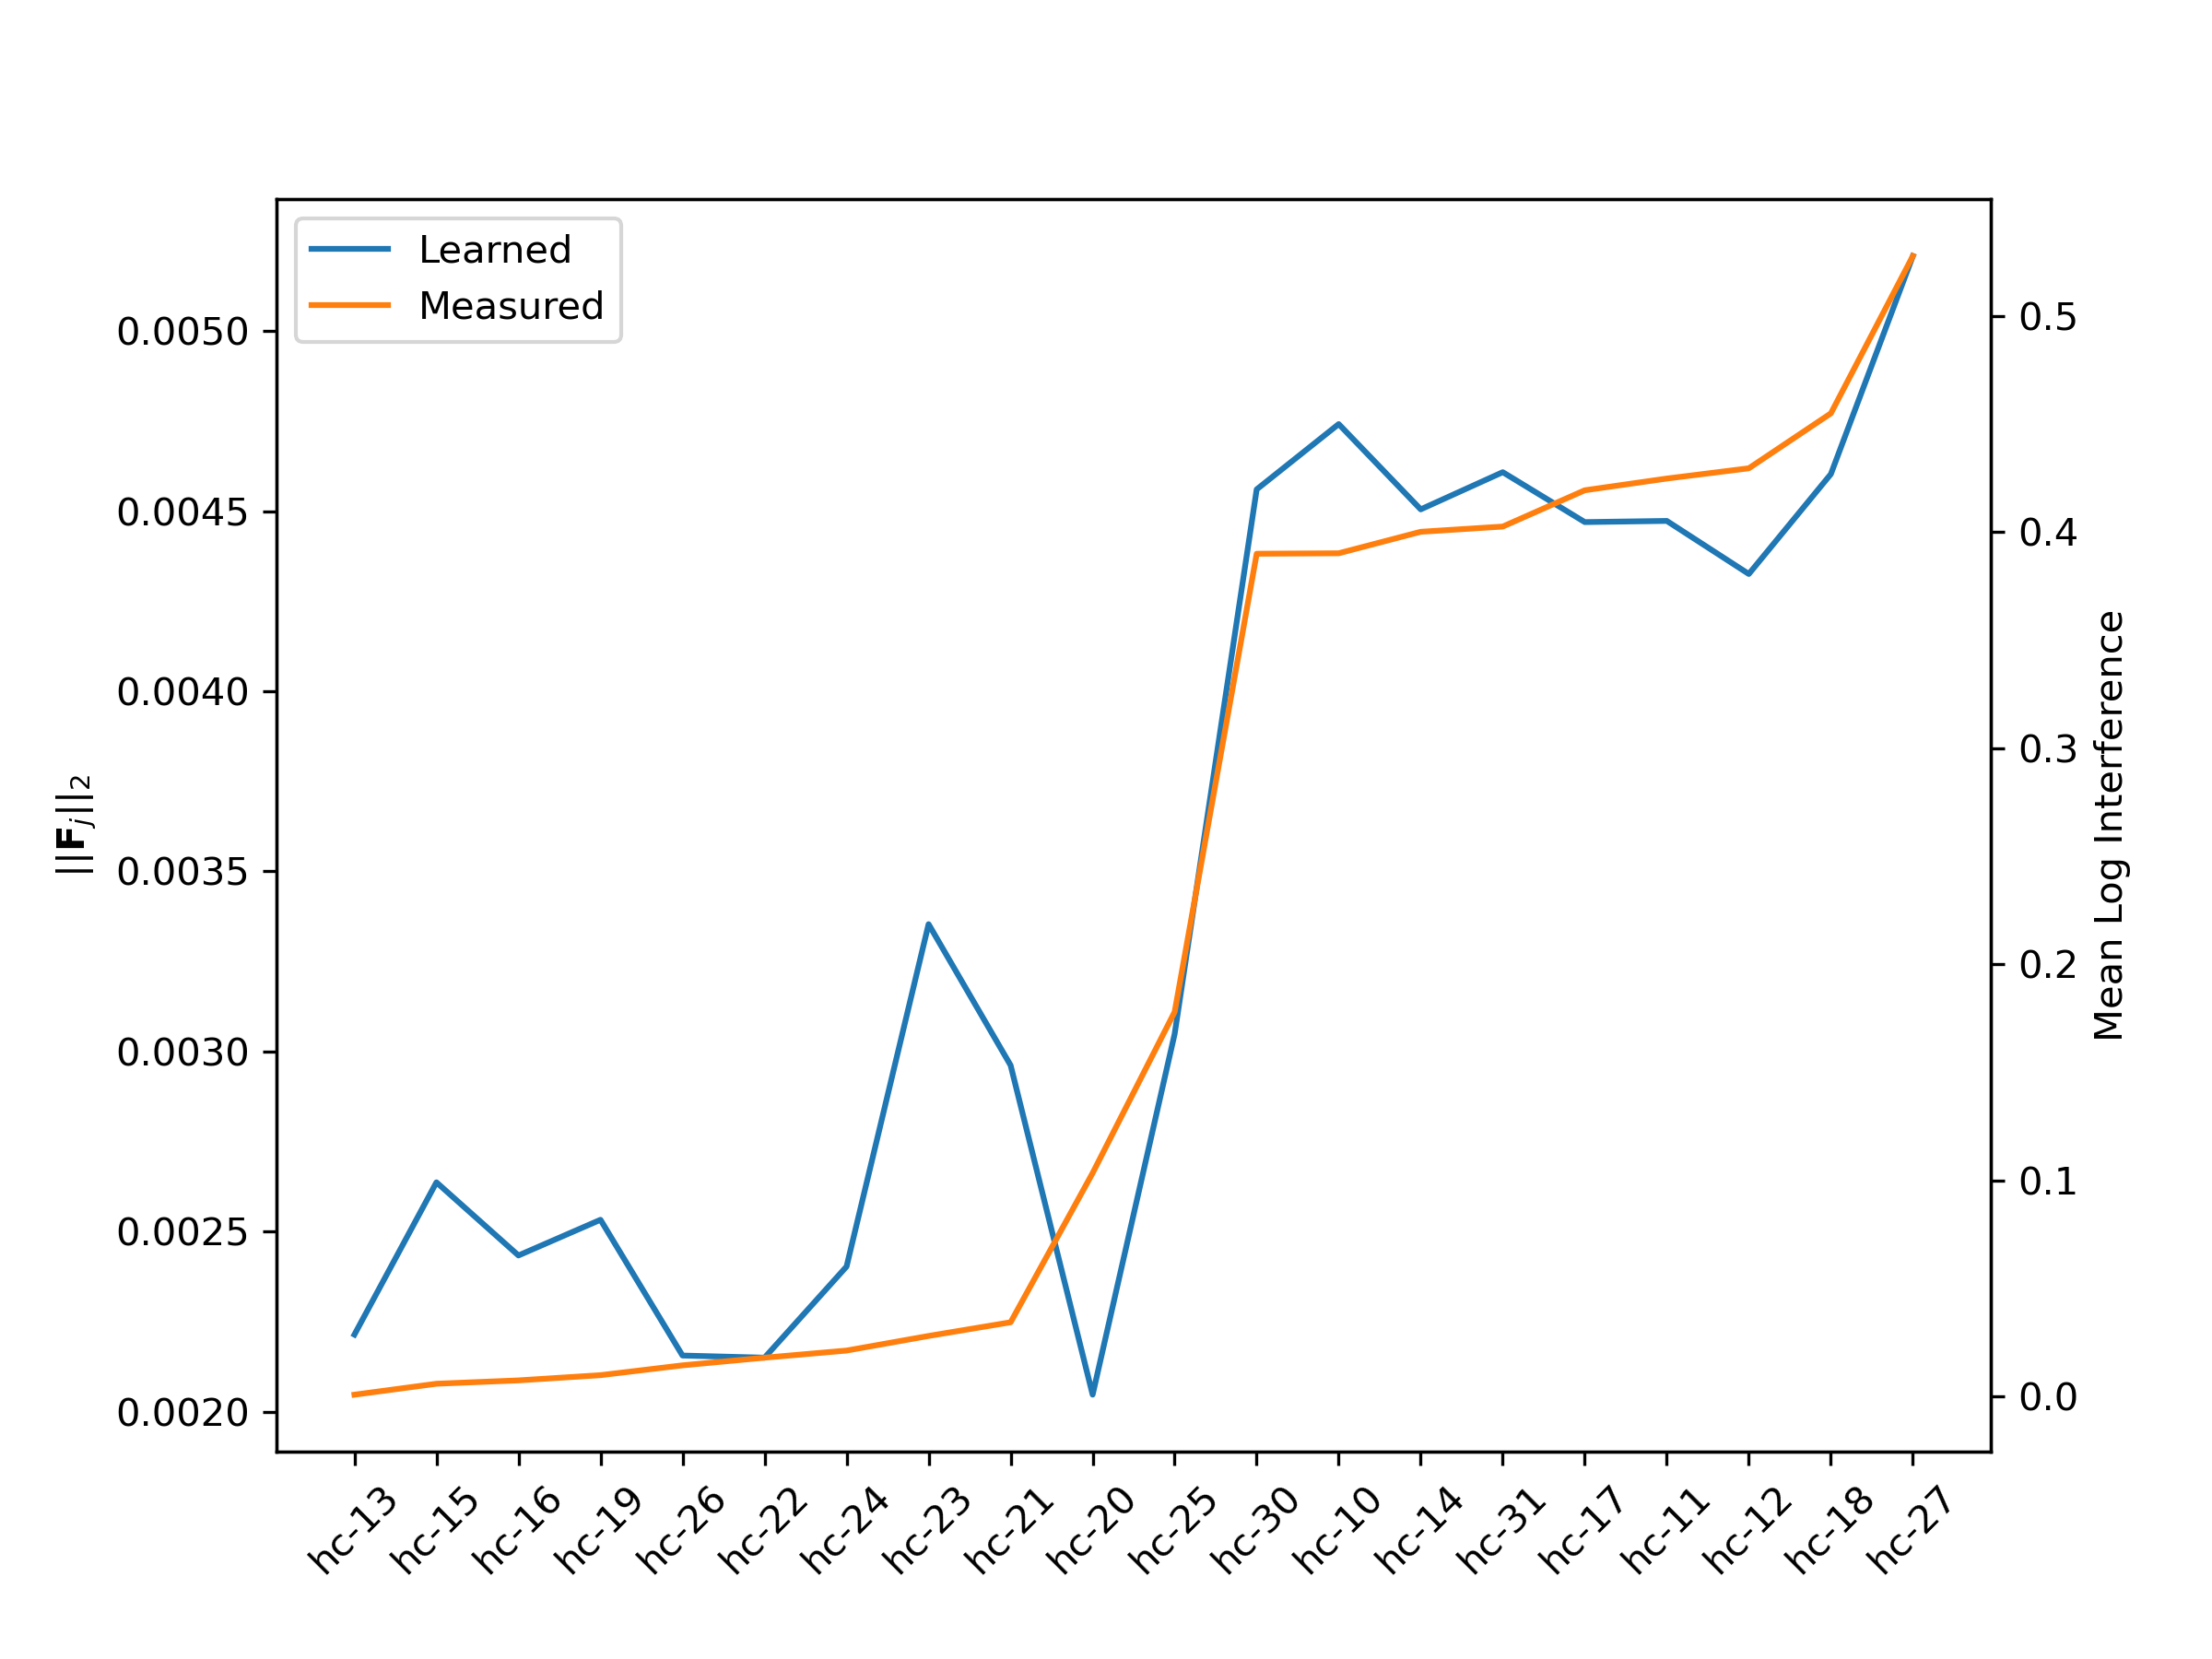 Learned
Measured
0.0050
0.0045
0.0040
0.0035
0.0030
0.0025
0.0020
||F_j||_2
0.5
0.4
0.3
0.2
0.1
0.0
Mean Log Interference
hc-13
hc-15
hc-16
hc-19
hc-26
hc-22
hc-24
hc-23
hc-21
hc-20
hc-25
hc-30
hc-10
hc-14
hc-31
hc-17
hc-11
hc-12
hc-18
hc-27